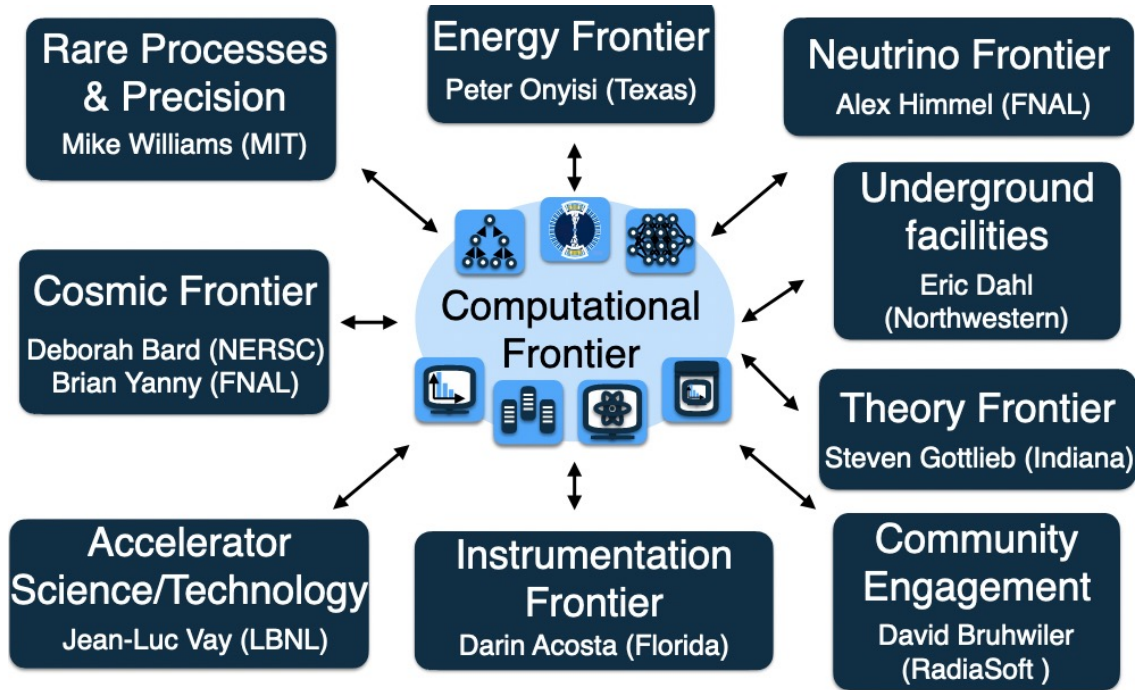 Rare Processes
& Precision
Mike Williams (MIT)
Energy Frontier
Peter Onyisi (Texas)
Neutrino Frontier
Alex Himmel (FNAL)
Underground
facilities
Eric Dahl
(Northwestern)
Cosmic Frontier
Deborah Bard (NERSC)
Brian Yanny (FNAL)
Computational
Frontier
Theory Frontier
Steven Gottlieb (Indiana)
Accelerator
Science/Technology
Jean-Luc Vay (LBNL)
Instrumentation
Frontier
Darin Acosta (Florida)
Community
Engagement
David Bruhwiler
(RadiaSoft )